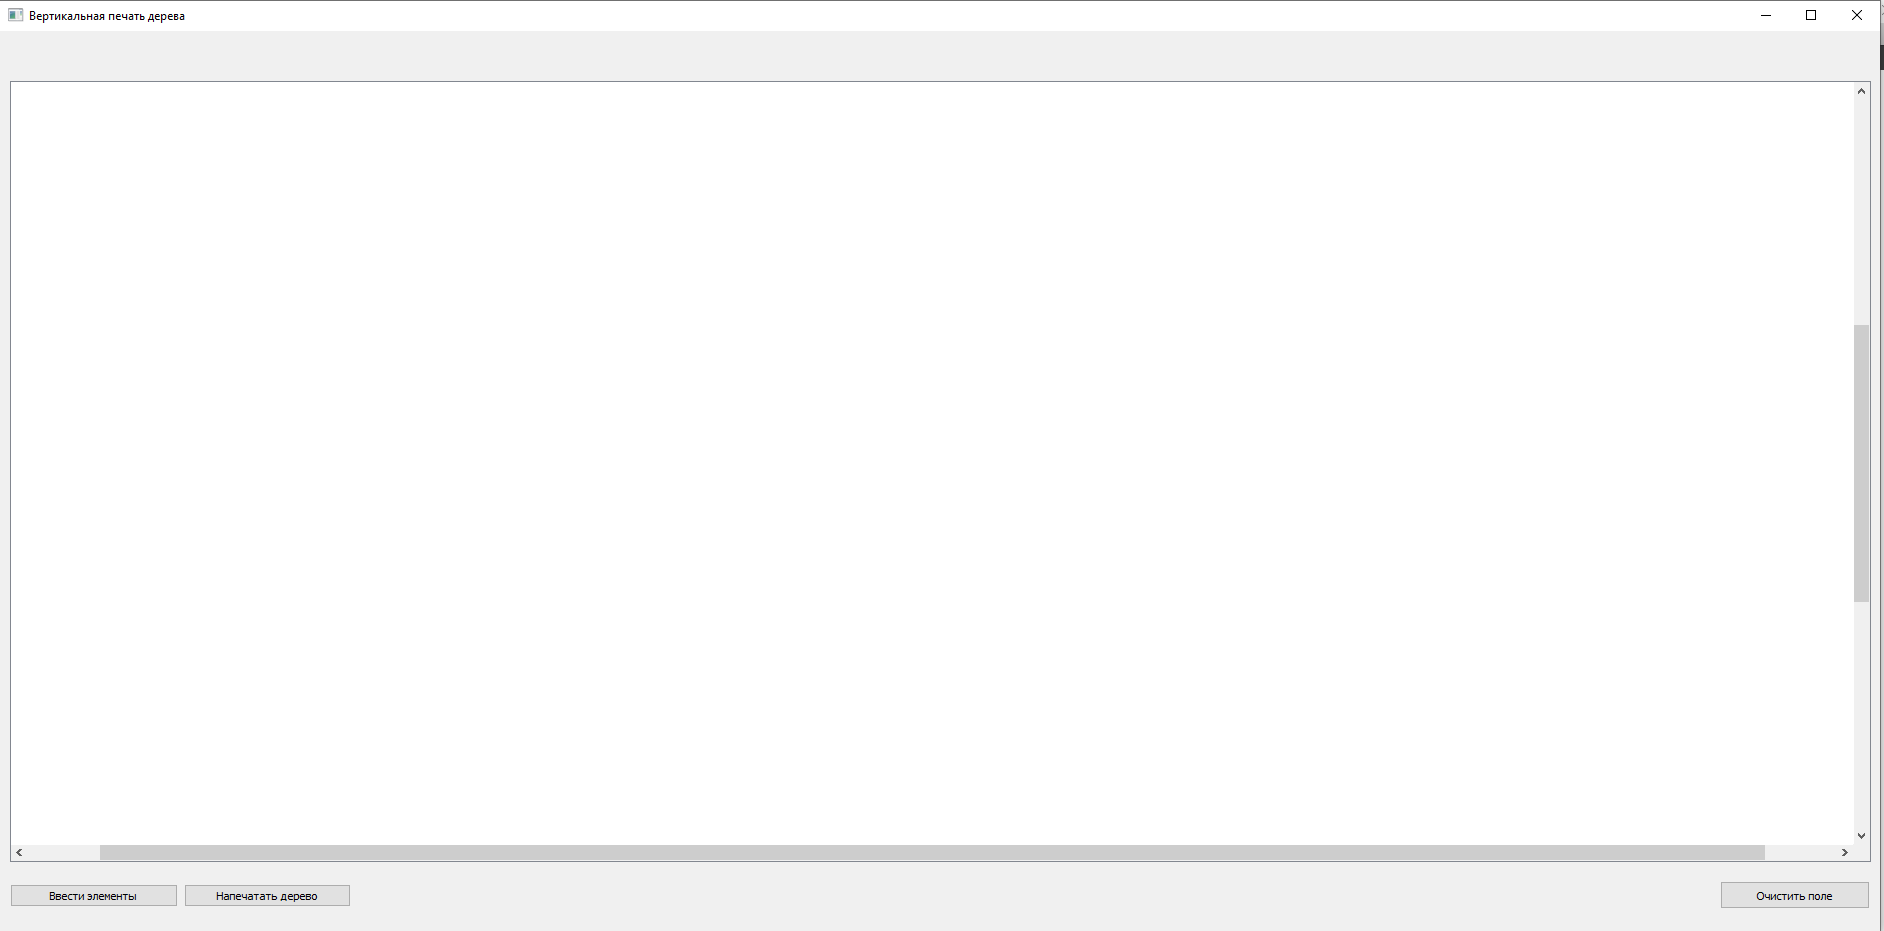 Вертикальная печать дерева
Ввести элементы
Напечатать дерево
Очистить поле